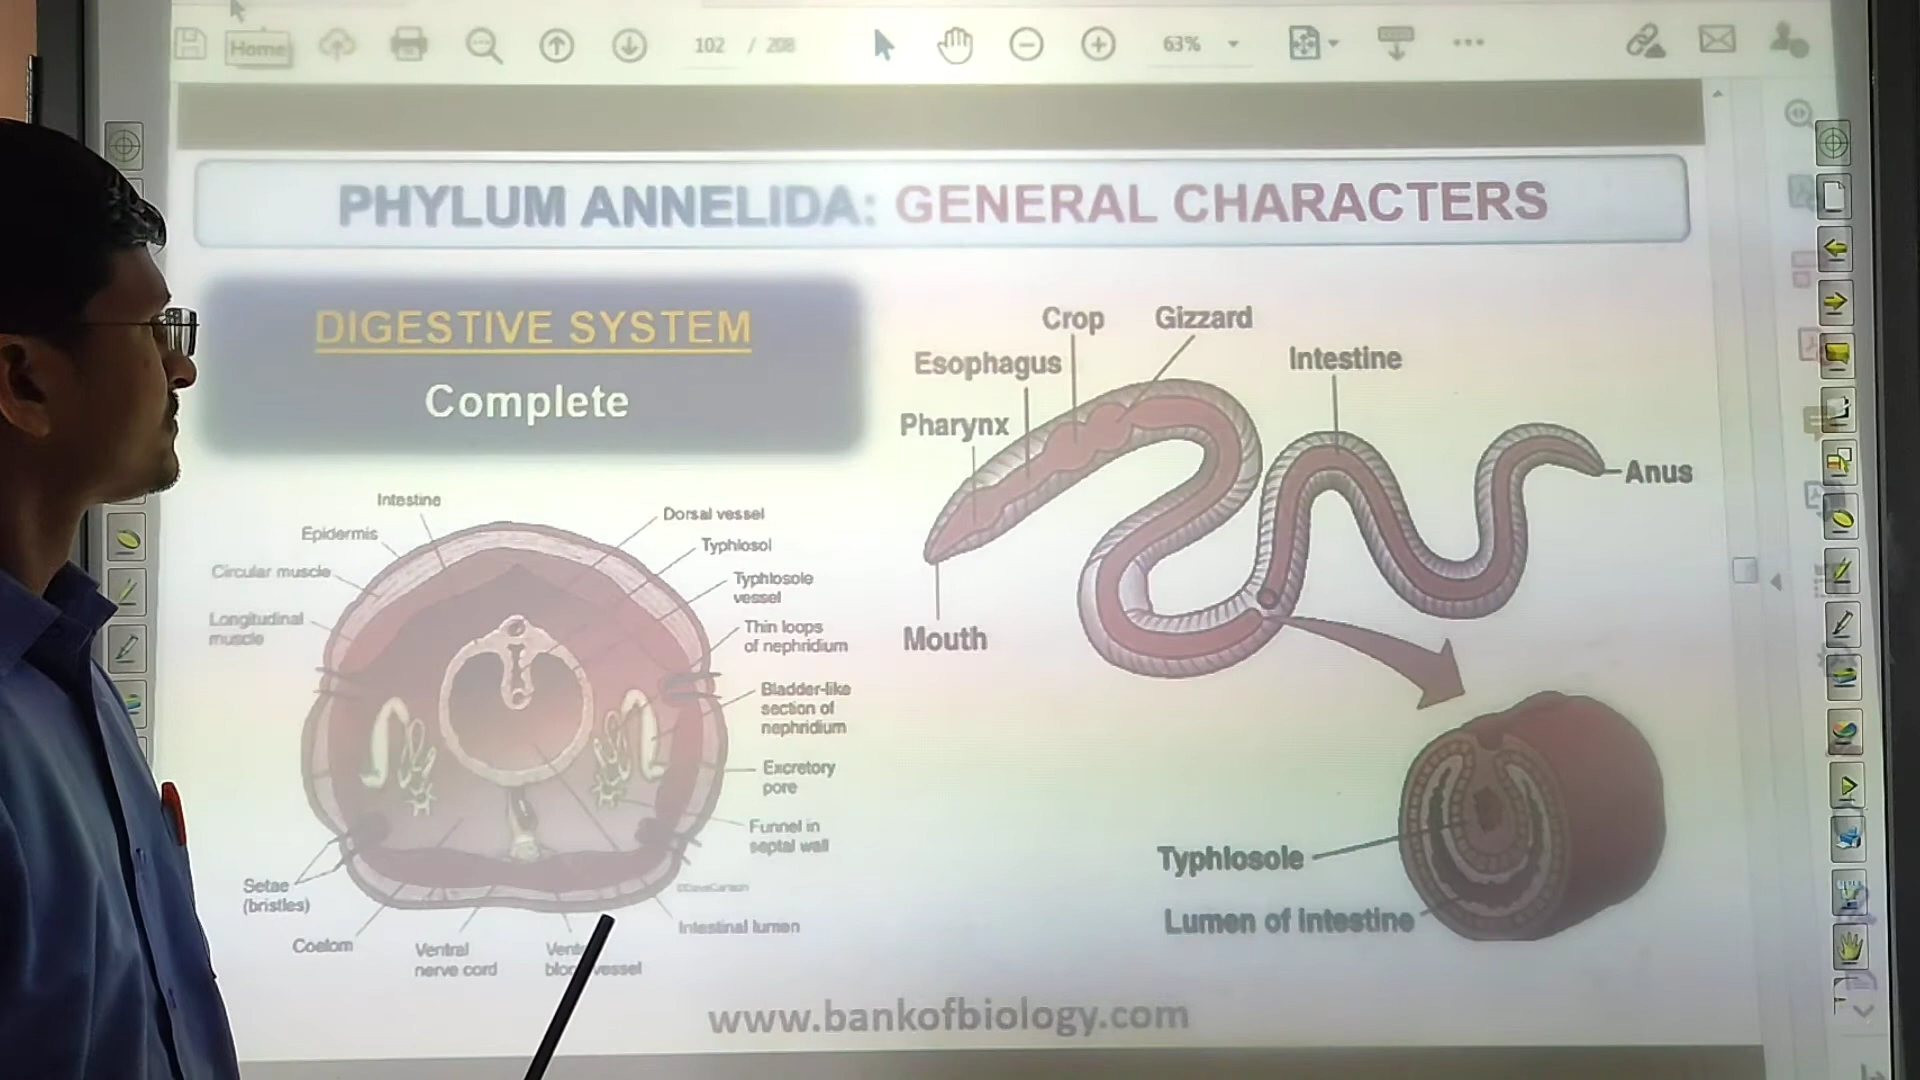 Home
102 / 208
63%
PHYLUM ANNELIDA: GENERAL CHARACTERS
DIGESTIVE SYSTEM
Complete
Crop
Gizzard
Esophagus
Intestine
Pharynx
Anus
Mouth
Typhlosole
Lumen of Intestine
Intestine
Epidermis
Circular muscle
Longitudinal
muscle
Dorsal vessel
Typhlosol
Typhlosole
vessel
Thin loops
of nephridium
Bladder-like
section of
nephridium
Excretory
pore
Funnel in
septal wall
Setae
(bristles)
Coelom
Ventral
nerve cord
vessel
Intestinal lumen
www.bankofbiology.com